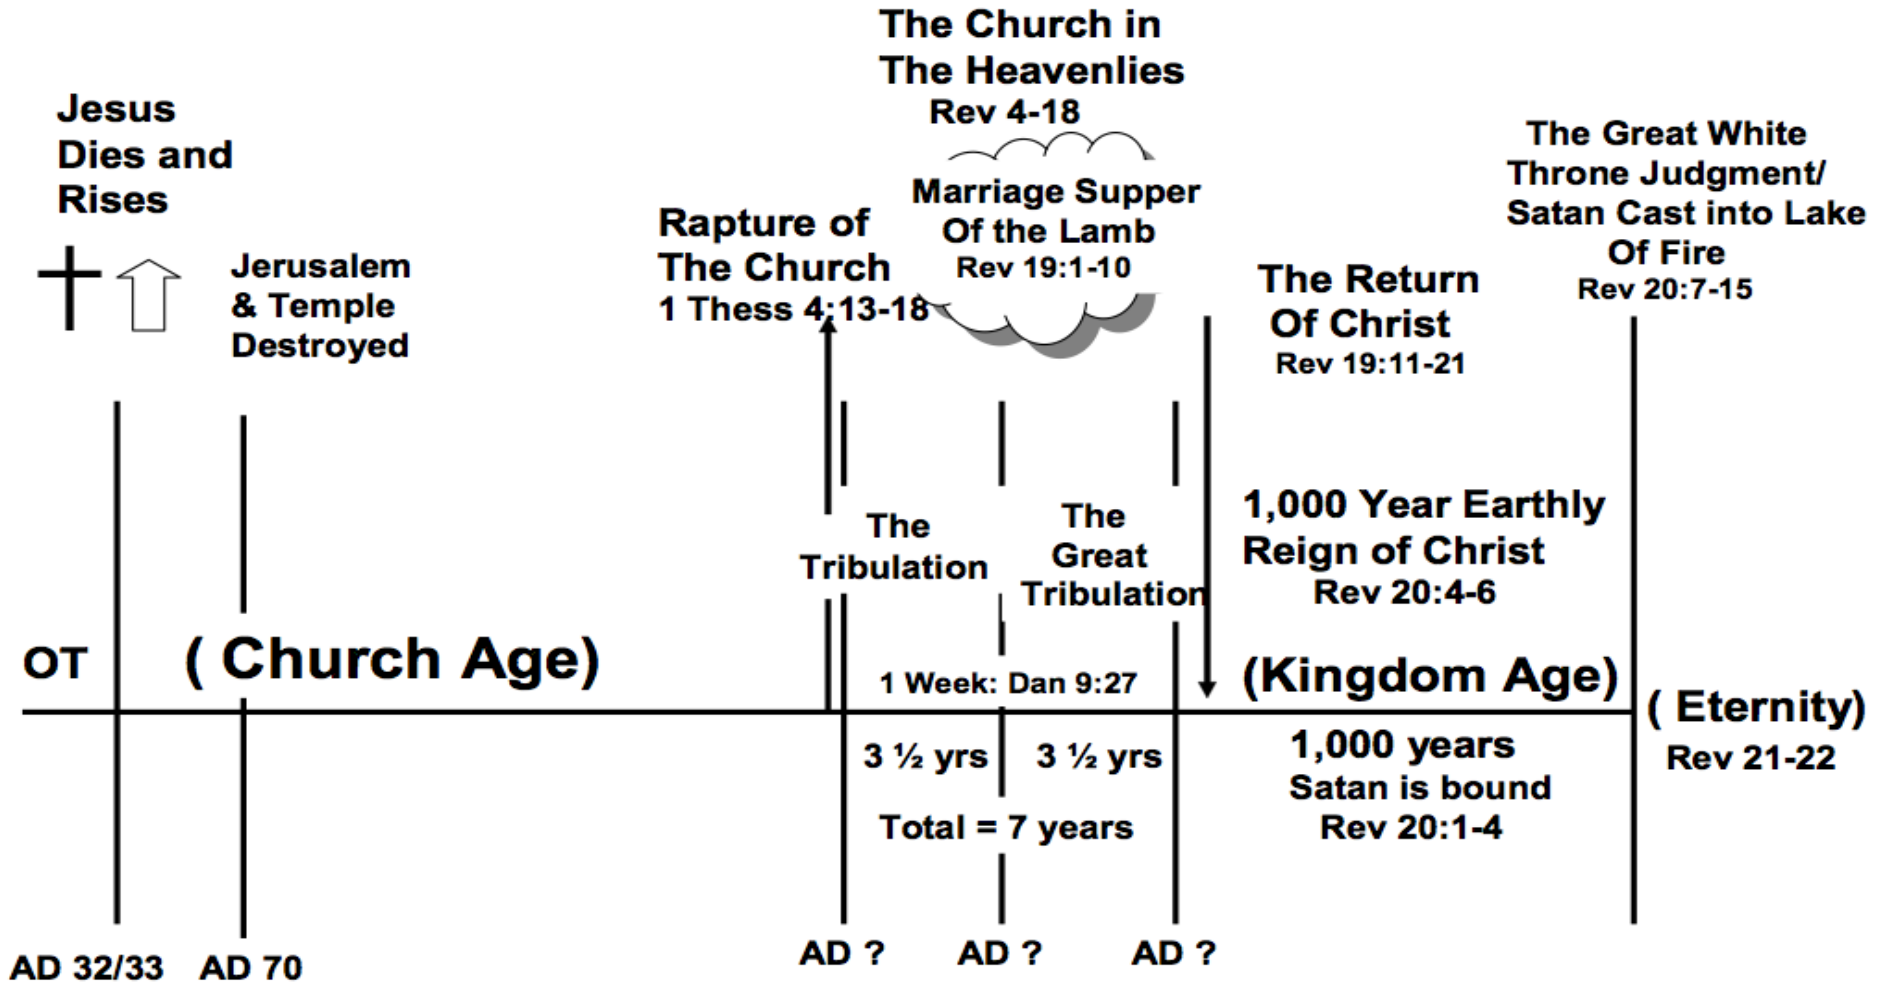 The Church in
The Heavenlies
Rev 4-18
Jesus
Dies and
Rises
The Great White
Throne Judgment/
Satan Cast into Lake
Of Fire
Rev 20:7-15
Marriage Supper
Of the Lamb
Rev 19:1-10
Rapture of
The Church
1 Thess 4:13-18
Jerusalem
& Temple
Destroyed
The Return
Of Christ
Rev 19:11-21
The
Tribulation
The
Great
Tribulation
1,000 Year Earthly
Reign of Christ
Rev 20:4-6
OT
( Church Age)
1 Week: Dan 9:27
(Kingdom Age)
( Eternity)
Rev 21-22
3 ½ yrs
3 ½ yrs
Total = 7 years
1,000 years
Satan is bound
Rev 20:1-4
AD 32/33
AD 70
AD ?
AD ?
AD ?